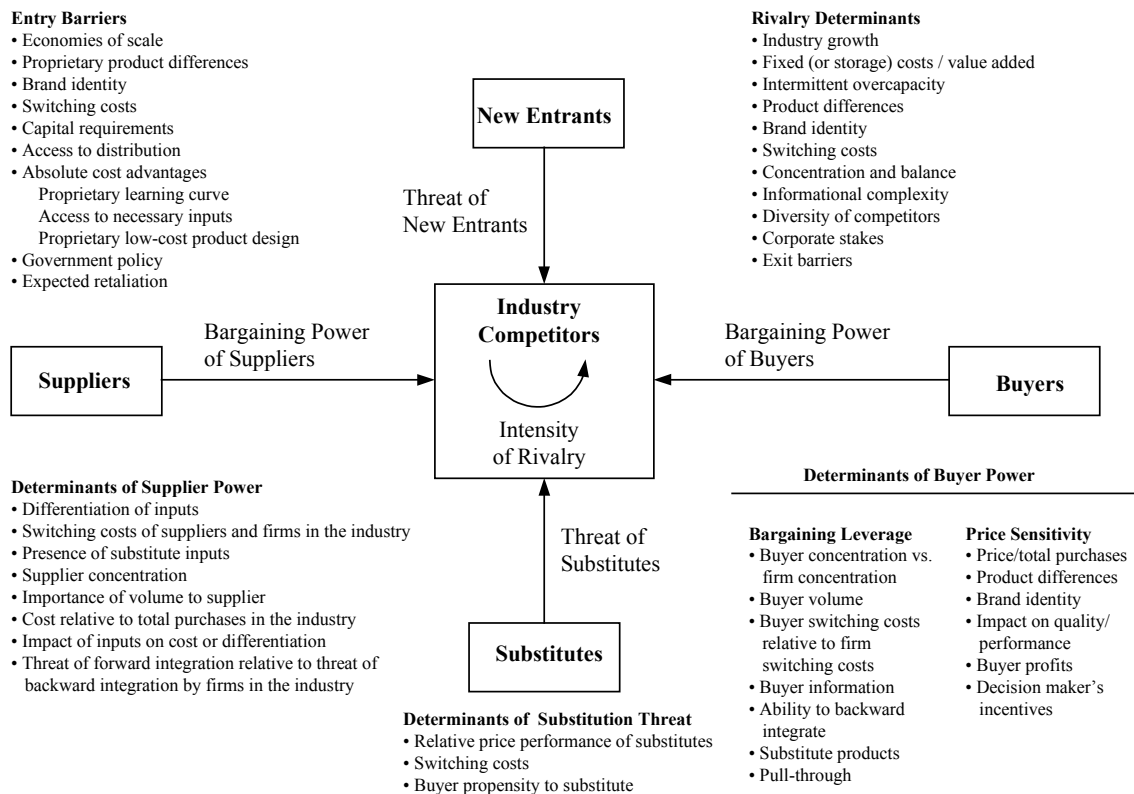 Entry Barriers
• Economies of scale
• Proprietary product differences
• Brand identity
• Switching costs
• Capital requirements
• Access to distribution
• Absolute cost advantages
Proprietary learning curve
Access to necessary inputs
Proprietary low-cost product design
• Government policy
• Expected retaliation
New Entrants
Threat of
New Entrants
Rivalry Determinants
• Industry growth
• Fixed (or storage) costs / value added
• Intermittent overcapacity
• Product differences
• Brand identity
• Switching costs
• Concentration and balance
• Informational complexity
• Diversity of competitors
• Corporate stakes
• Exit barriers
Suppliers
Bargaining Power
of Suppliers
Industry
Competitors
Intensity
of Rivalry
Bargaining Power
of Buyers
Buyers
Determinants of Supplier Power
• Differentiation of inputs
• Switching costs of suppliers and firms in the industry
• Presence of substitute inputs
• Supplier concentration
• Importance of volume to supplier
• Cost relative to total purchases in the industry
• Impact of inputs on cost or differentiation
• Threat of forward integration relative to threat of
backward integration by firms in the industry
Threat of
Substitutes
Substitutes
Determinants of Substitution Threat
• Relative price performance of substitutes
• Switching costs
• Buyer propensity to substitute
Determinants of Buyer Power
Bargaining Leverage
• Buyer concentration vs.
firm concentration
• Buyer volume
• Buyer switching costs
relative to firm
switching costs
• Buyer information
• Ability to backward
integrate
• Substitute products
• Pull-through
Price Sensitivity
• Price/total purchases
• Product differences
• Brand identity
• Impact on quality/
performance
• Buyer profits
• Decision maker's
incentives